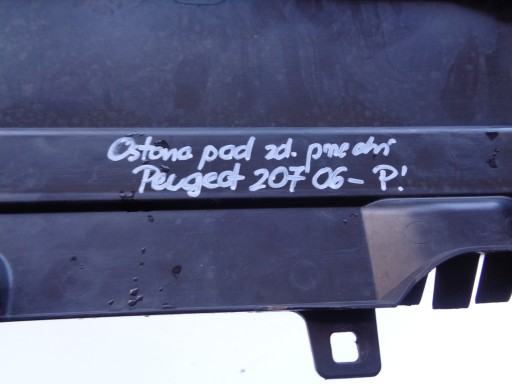 Osłona pod zd. przedni
Peugeot 207 06- P!